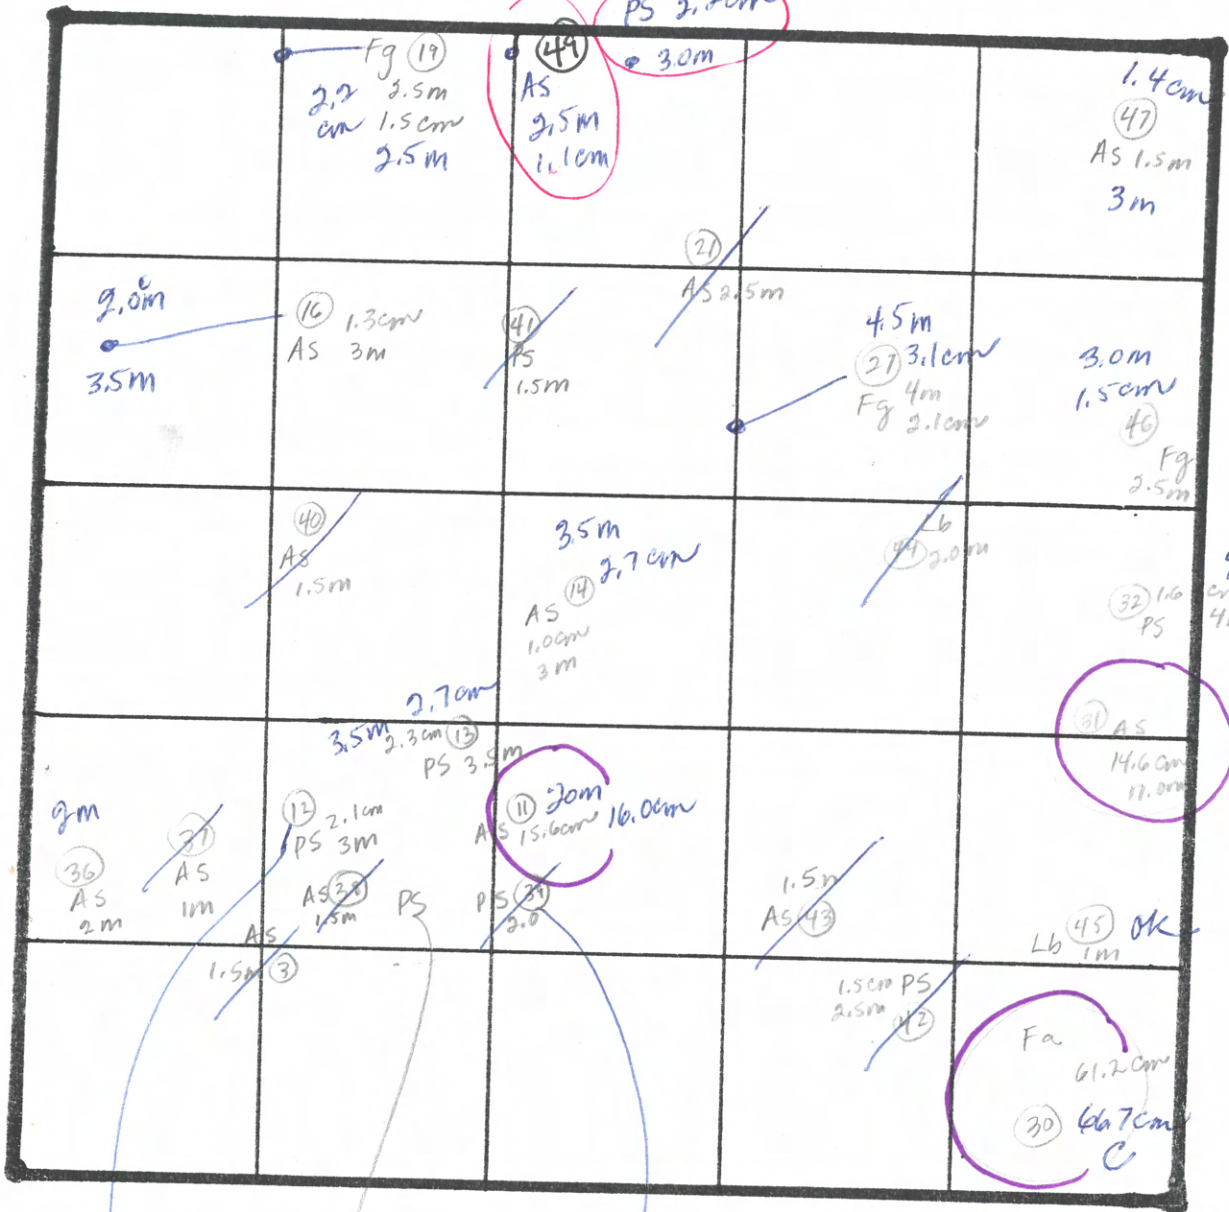 PS 2.2cm
3.0m
Fg 19
2.2 2.5m
cm 1.5cm
2.5m
49
AS
2.5m
1.1cm
1.4cm
47
AS 1.5m
3m
21
AS 2.5m
2.0m
3.5m
16 1.3cm
AS 3m
41
PS
1.5m
4.5m
27 3.1cm
Fg 4m
2.1cm
3.0m
1.5cm
46
Fg
2.5m
40
AS
1.5m
3.5m
2.7cm
AS 14
1.0cm
3m
Lb
44 2.0m
32 1.6
PS
31 AS
14.6cm
17.0m
2.7cm
3.5m 2.3cm 13
PS 3.5m
11 20m
AS 15.6cm 16.0cm
2m
36
AS
2m
37
AS
1m
12 2.1cm
PS 3m
AS 38
1.5m
PS
PS 39
2.0
1.5m
AS 43
Lb 45 OK
1m
AS
1.5m 3
1.5cm PS
2.5m 42
Fa
61.2cm
30 66.7cm
C